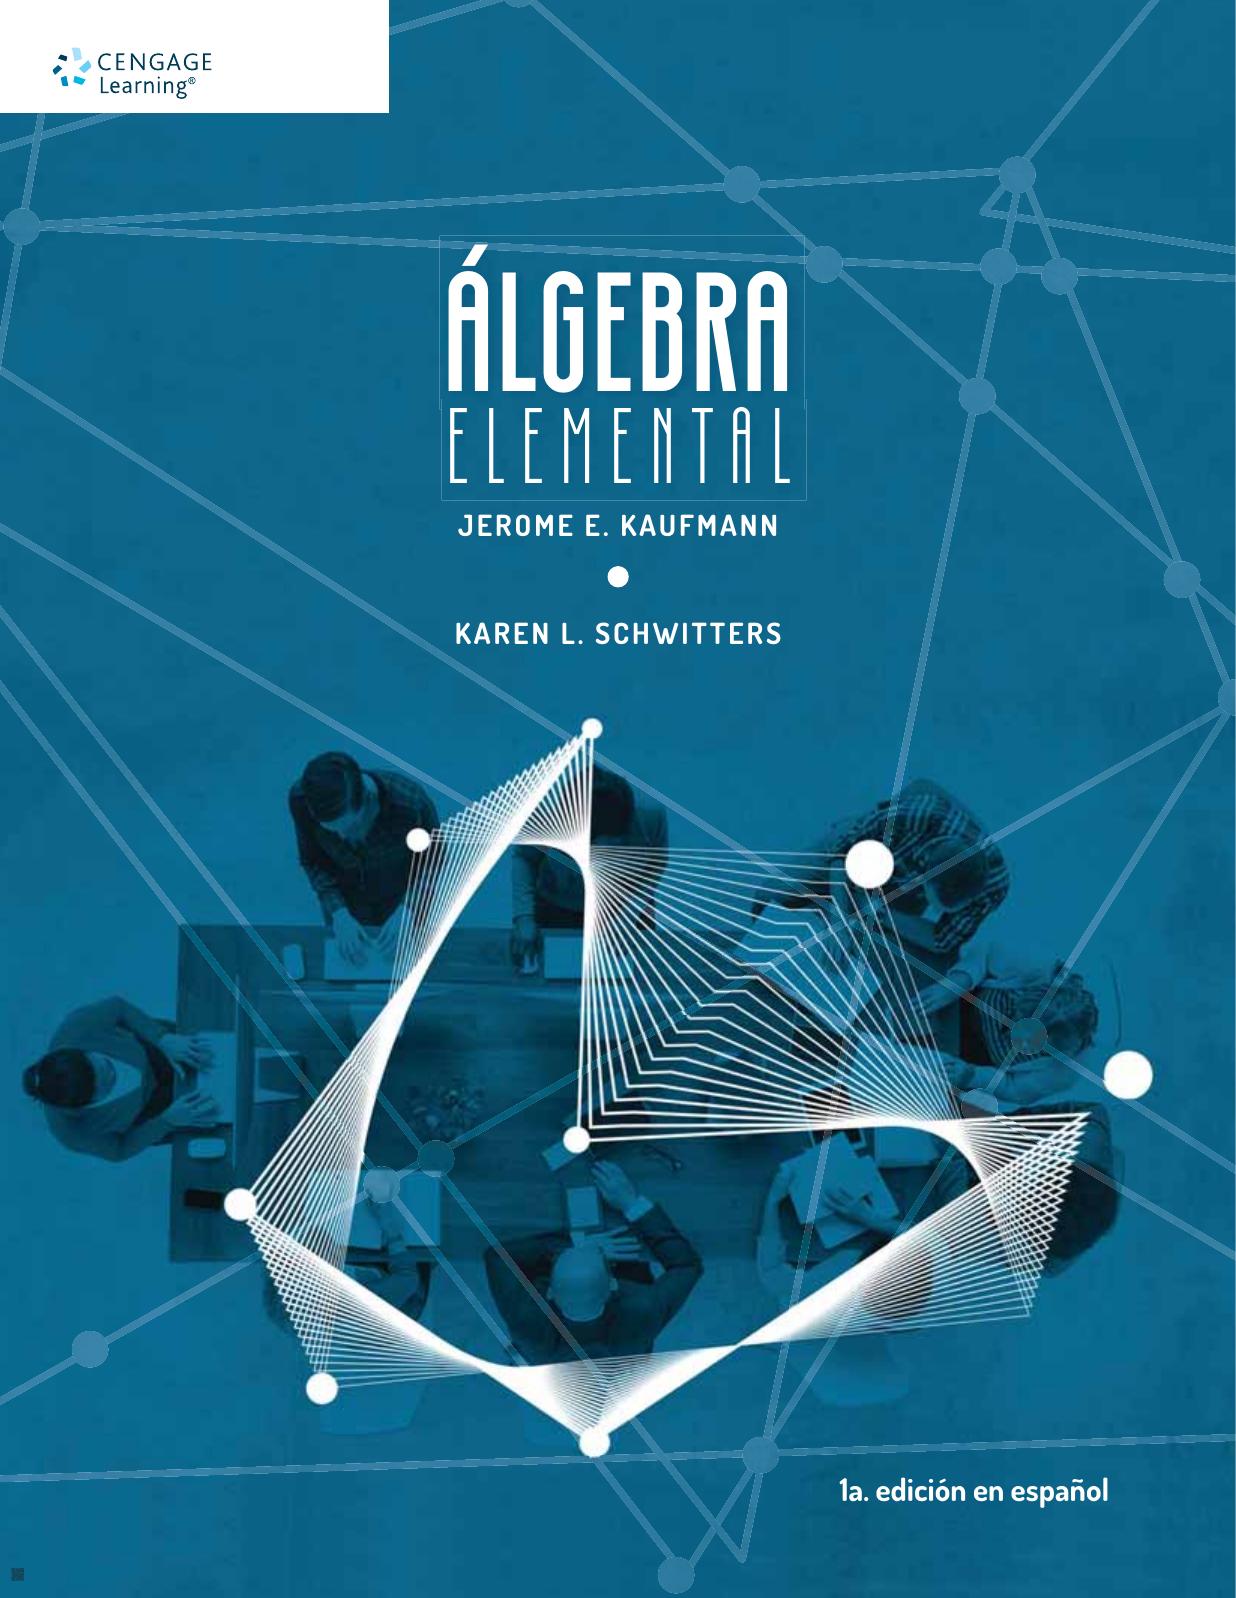 CENGAGE
Learning®
ÁLGEBRA
ELEMENTAL
JEROME E. KAUFMANN
KAREN L. SCHWITTERS
1a. edición en español